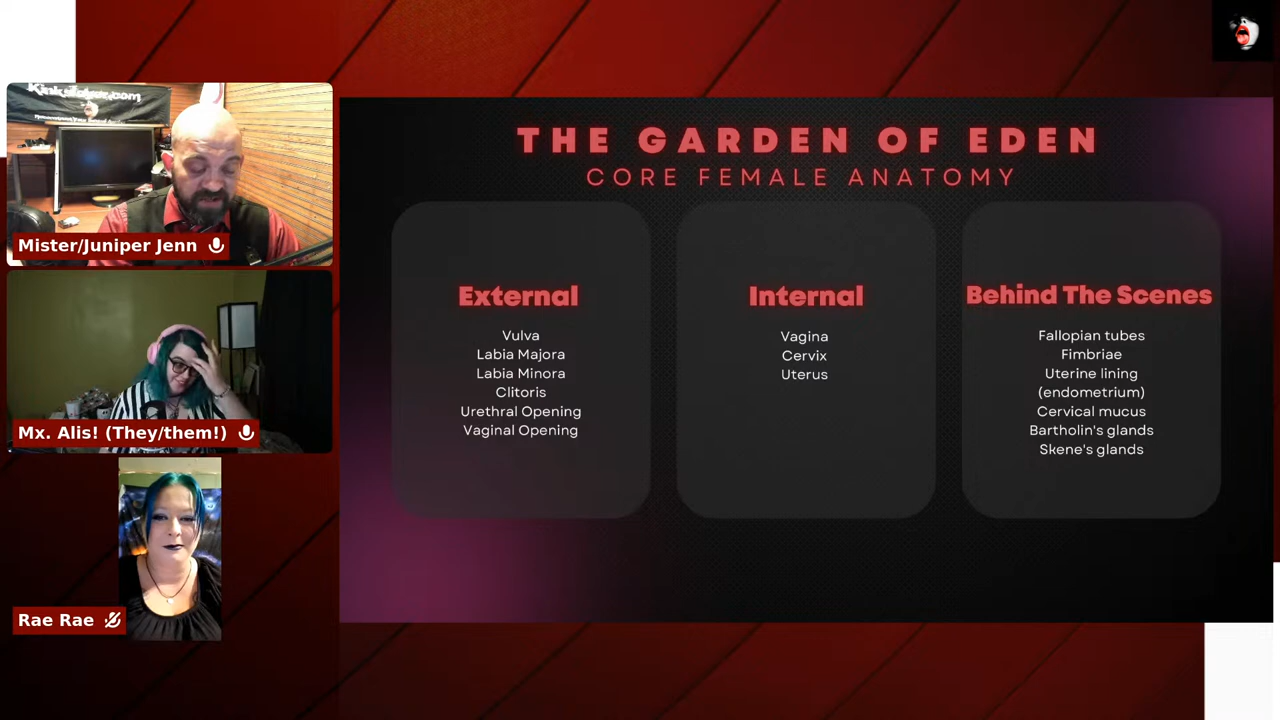 Mister/Juniper Jenn
Mx. Alis! (They/them!)
Rae Rae
THE GARDEN OF EDEN
CORE FEMALE ANATOMY
External
Vulva
Labia Majora
Labia Minora
Clitoris
Urethral Opening
Vaginal Opening
Internal
Vagina
Cervix
Uterus
Behind The Scenes
Fallopian tubes
Fimbriae
Uterine lining
(endometrium)
Cervical mucus
Bartholin's glands
Skene's glands